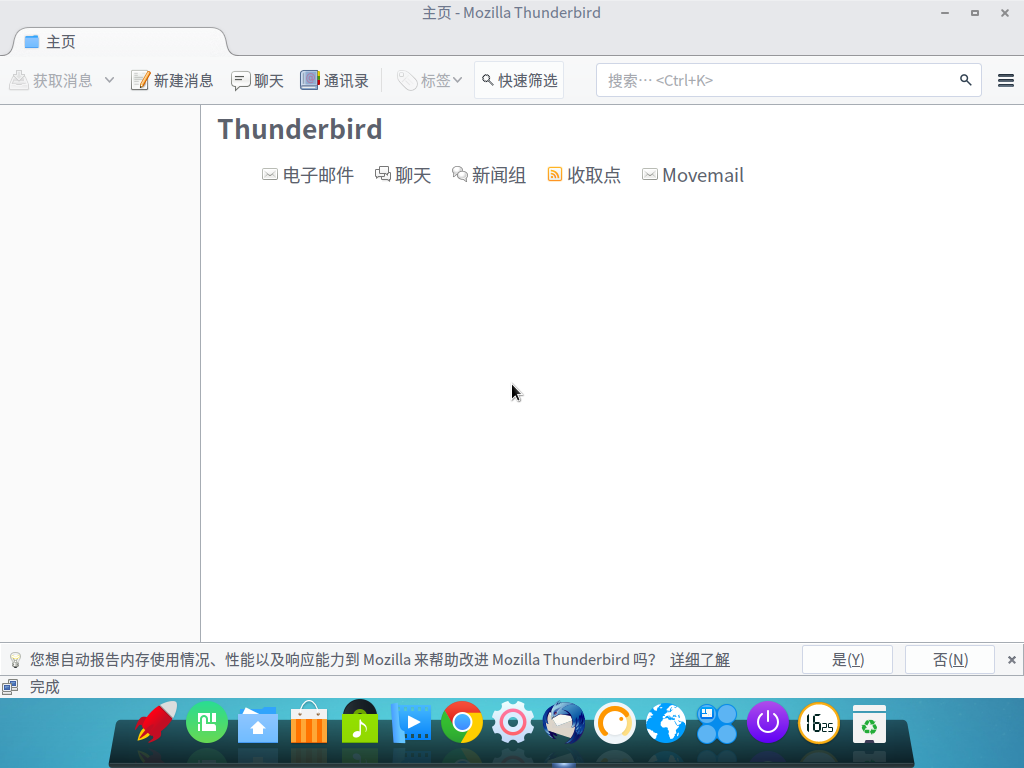 主页 - Mozilla Thunderbird
主页
获取消息 新建消息 聊天 通讯录 标签 快速筛选 搜索… <Ctrl+K>
Thunderbird
电子邮件 聊天 新闻组 收取点 Movemail
您想自动报告内存使用情况、性能以及响应能力到 Mozilla 来帮助改进 Mozilla Thunderbird 吗？ 详细了解 是(Y) 否(N)
完成
16 25